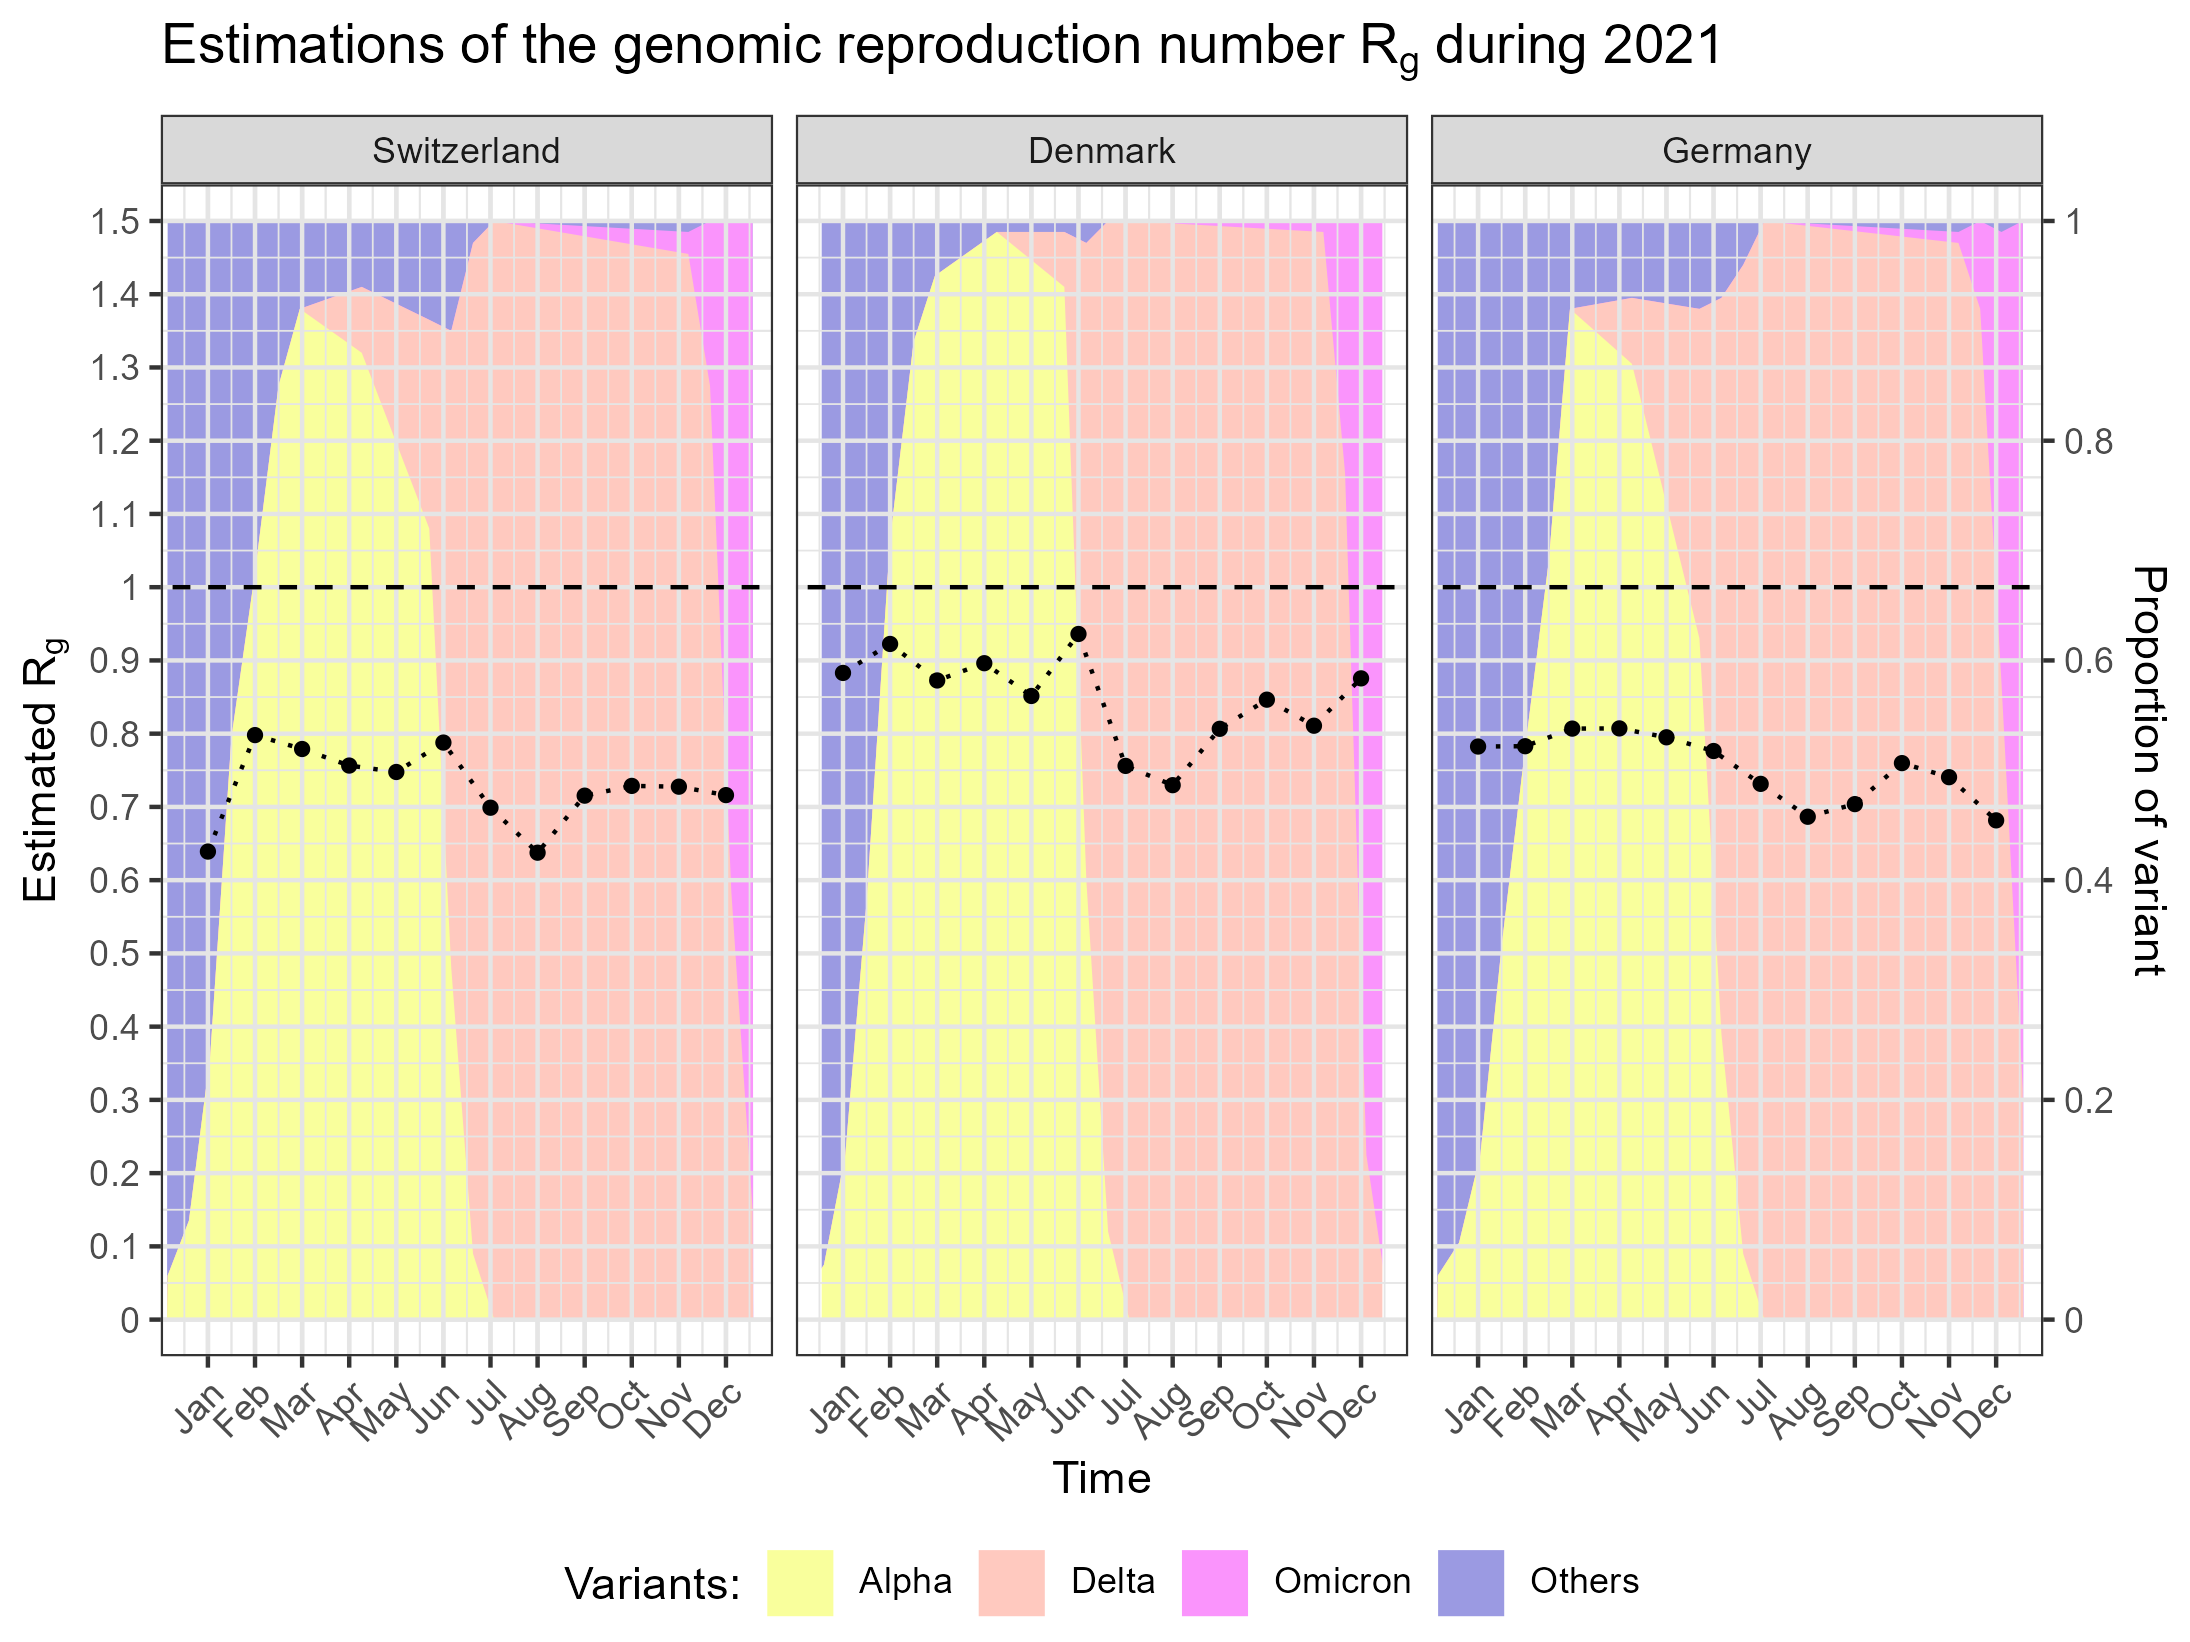 Estimations of the genomic reproduction number Rg during 2021
Switzerland
Denmark
Germany
Estimated Rg
1.5
1.4
1.3
1.2
1.1
1
0.9
0.8
0.7
0.6
0.5
0.4
0.3
0.2
0.1
0
1
0.8
0.6
0.4
0.2
0
Proportion of variant
Jan Feb Mar Apr May Jun Jul Aug Sep Oct Nov Dec
Jan Feb Mar Apr May Jun Jul Aug Sep Oct Nov Dec
Jan Feb Mar Apr May Jun Jul Aug Sep Oct Nov Dec
Time
Variants: Alpha Delta Omicron Others